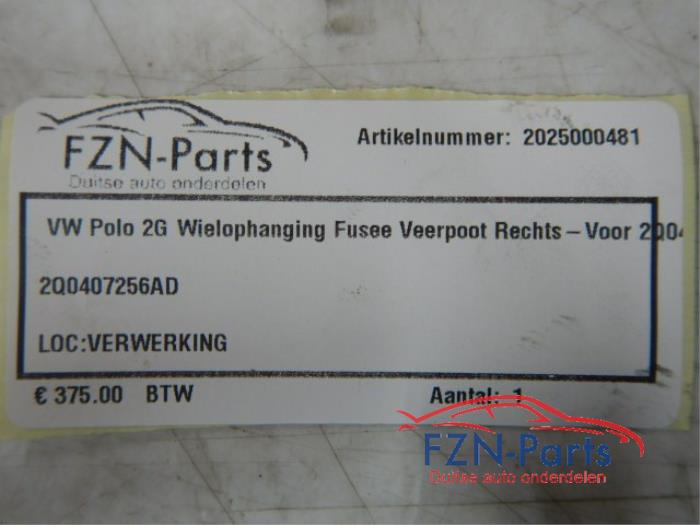 FZN-Parts
Duitse auto onderdelen
Artikelnummer: 2025000481
VW Polo 2G Wielophanging Fusee Veerpoot Rechts-Voor 2Q04
2Q0407256AD
LOC:VERWERKING
€ 375.00 BTW
Aantal: 1
FZN-Parts
Duitse auto onderdelen